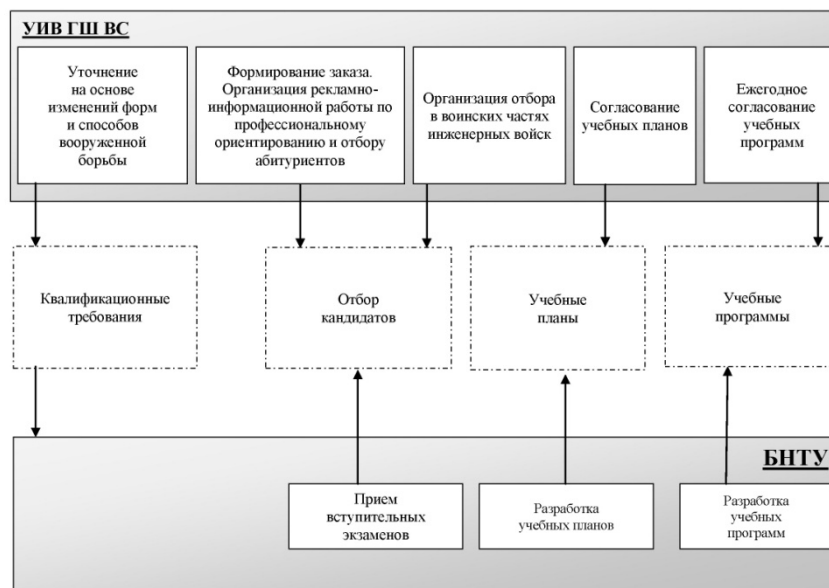 УИВ ГШ ВС
Уточнение
на основе
изменений форм
и способов
вооруженной
борьбы
Формирование заказа.
Организация рекламно-
информационной работы по
профессиональному
ориентированию и отбору
абитуриентов
Организация отбора
в воинских частях
инженерных войск
Согласование
учебных планов
Ежегодное
согласование
учебных
программ
Квалификационные
требования
Отбор
кандидатов
Учебные
планы
Учебные
программы
БНТУ
Прием
вступительных
экзаменов
Разработка
учебных планов
Разработка
учебных
программ